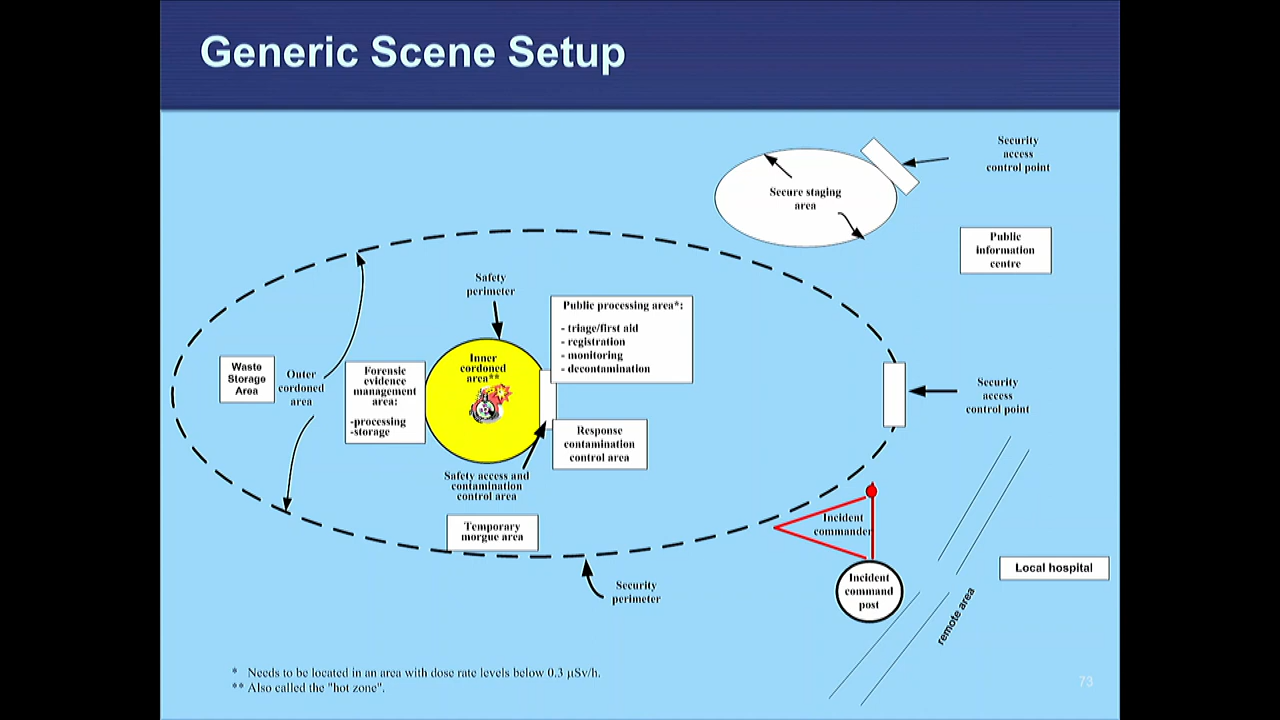 Generic Scene Setup
Security
access
control point
Secure staging
area
Public
information
centre
Safety
perimeter
Public processing area*:
- triage/first aid
- registration
- monitoring
- decontamination
Inner
cordoned
area**
Waste
Storage
Area
Outer
cordoned
area
Forensic
evidence
management
area:
-processing
-storage
Security
access
control point
Response
contamination
control area
Safety access and
contamination
control area
Temporary
morgue area
Incident
commander
Incident
command
post
Security
perimeter
Local hospital
remote area
* Needs to be located in an area with dose rate levels below 0.3 µSv/h.
** Also called the "hot zone".
73